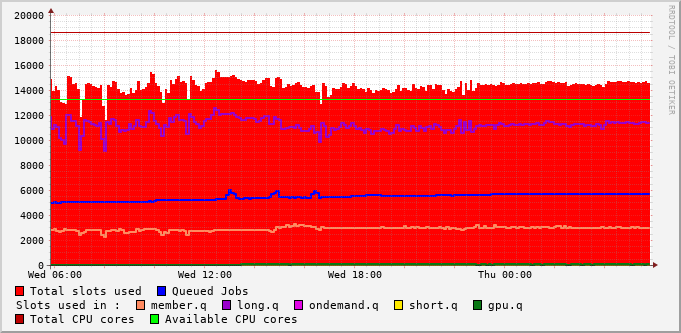 20000
18000
16000
14000
12000
10000
8000
6000
4000
2000
0
Wed 06:00 Wed 12:00 Wed 18:00 Thu 00:00
Total slots used Queued Jobs
Slots used in : member.q long.q ondemand.q short.q gpu.q
Total CPU cores Available CPU cores
RRDTOOL / TOBI OETIKER